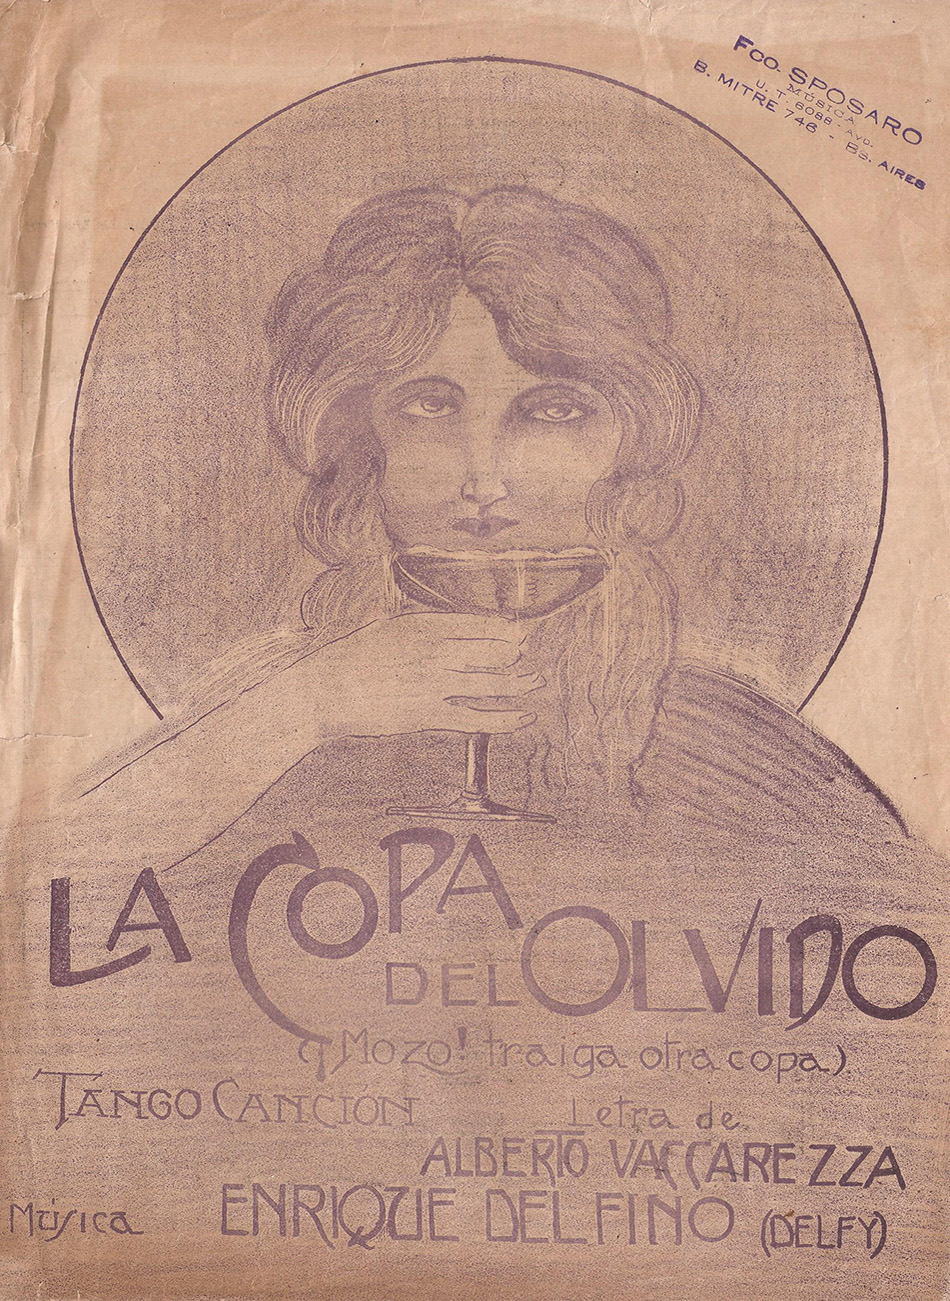 Fco. SPOSARO
MÚSICA
U. T. 6088 - AVD.
B. MITRE 746 - Bs. AIRES
LA COPA
DEL OLVIDO
(¡Mozo! traiga otra copa)
TANGO CANCIÓN
Letra de
ALBERTO VACCAREZZA
Música ENRIQUE DELFINO (DELFY)